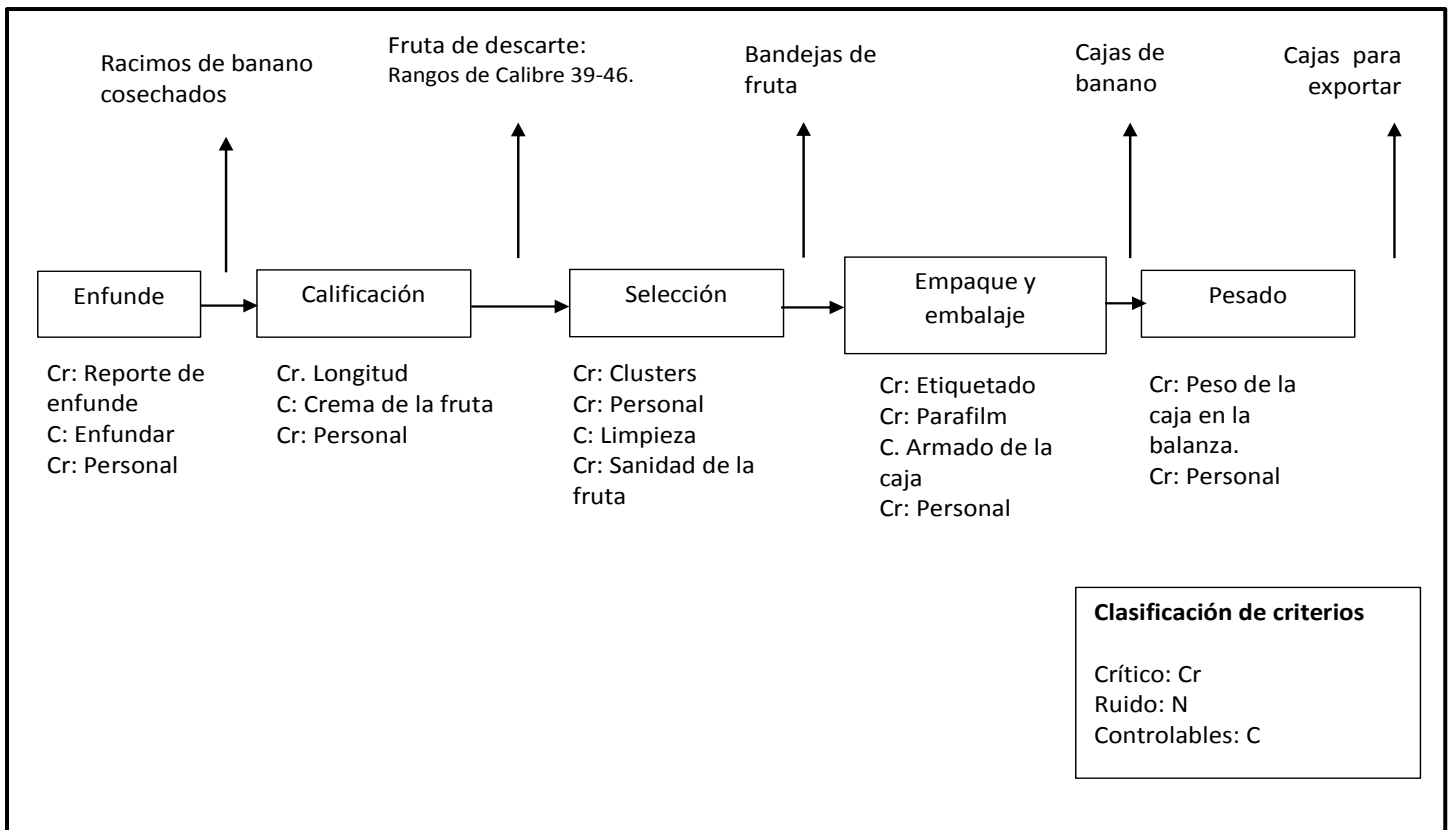 Racimos de banano
cosechados
Fruta de descarte:
Rangos de Calibre 39-46.
Bandejas de
fruta
Cajas de
banano
Cajas para
exportar
Enfunde
Calificación
Selección
Empaque y
embalaje
Pesado
Cr: Reporte de
enfunde
C: Enfundar
Cr: Personal
Cr. Longitud
C: Crema de la fruta
Cr: Personal
Cr: Clusters
Cr: Personal
C: Limpieza
Cr: Sanidad de la
fruta
Cr: Etiquetado
Cr: Parafilm
C. Armado de la
caja
Cr: Personal
Cr: Peso de la
caja en la
balanza.
Cr: Personal
Clasificación de criterios
Crítico: Cr
Ruido: N
Controlables: C